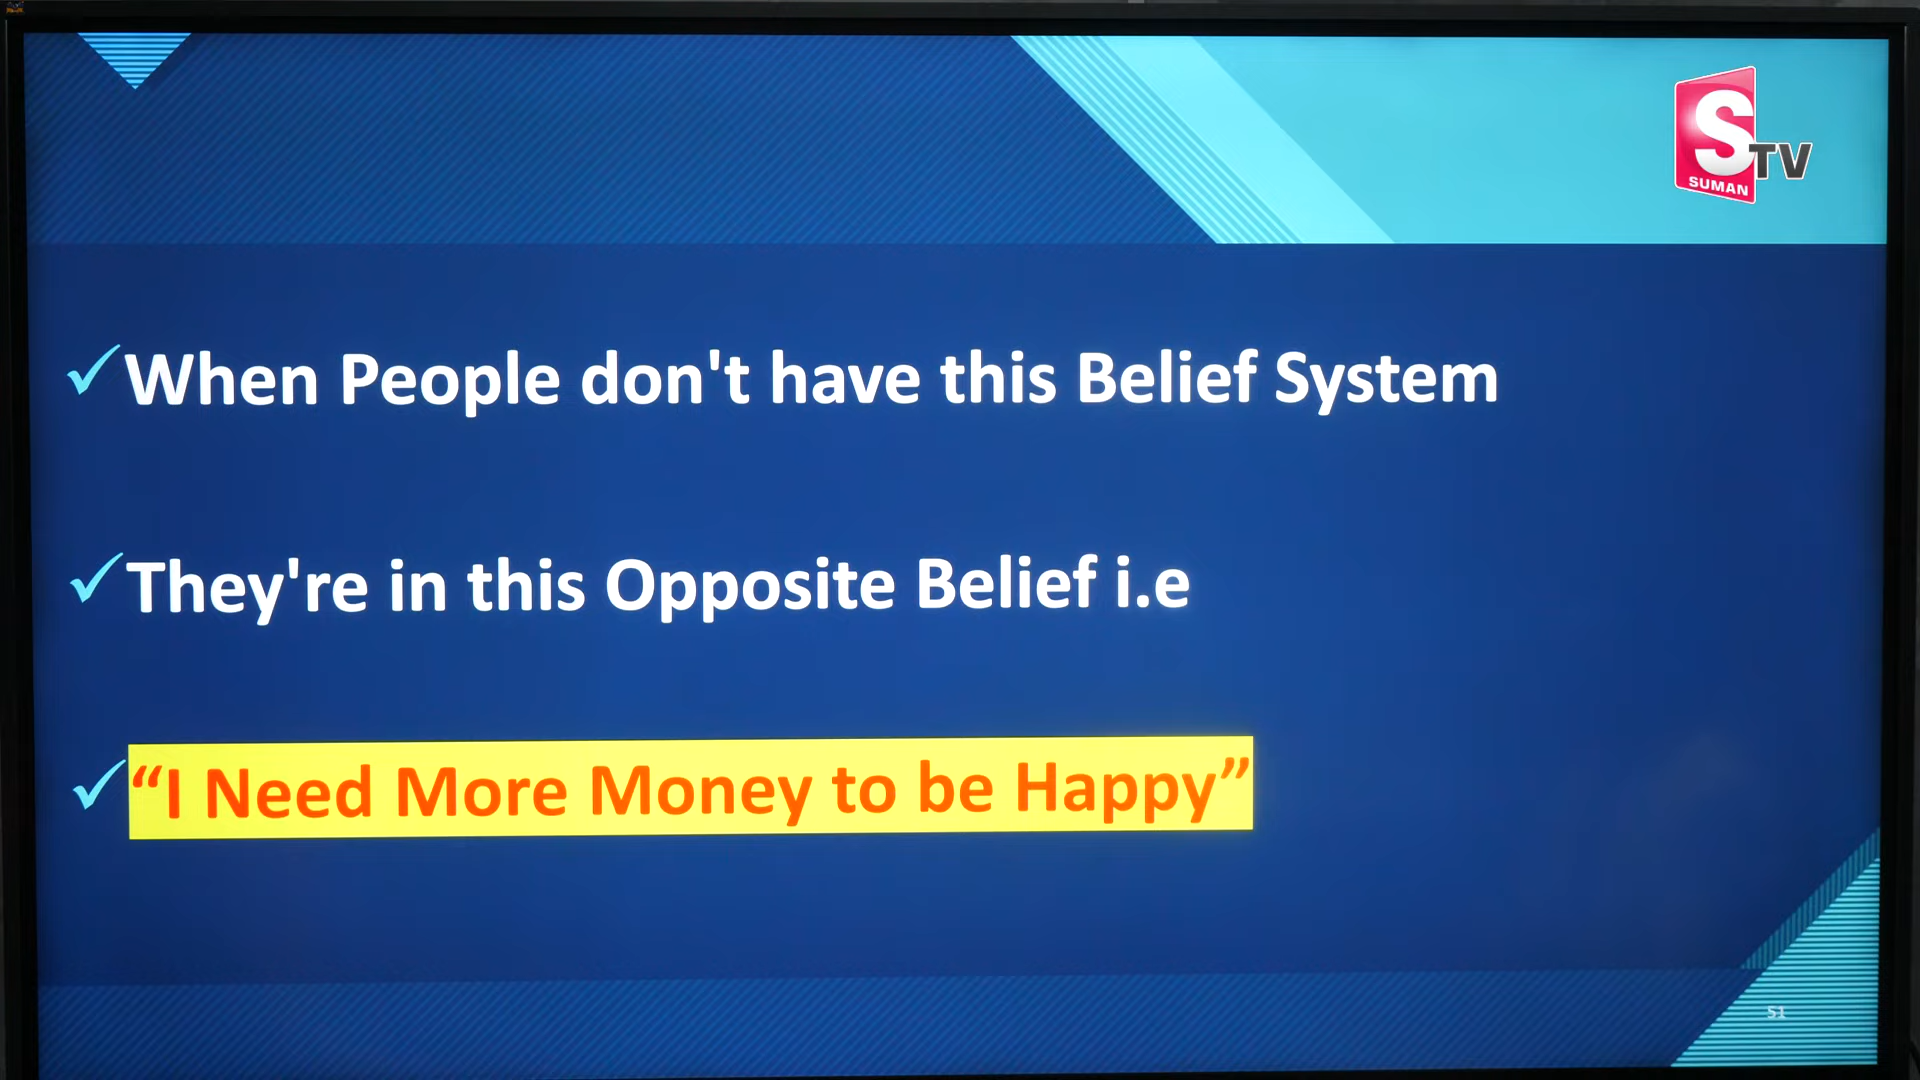 S
SUMAN
TV
When People don't have this Belief System
They're in this Opposite Belief i.e
“I Need More Money to be Happy”
51